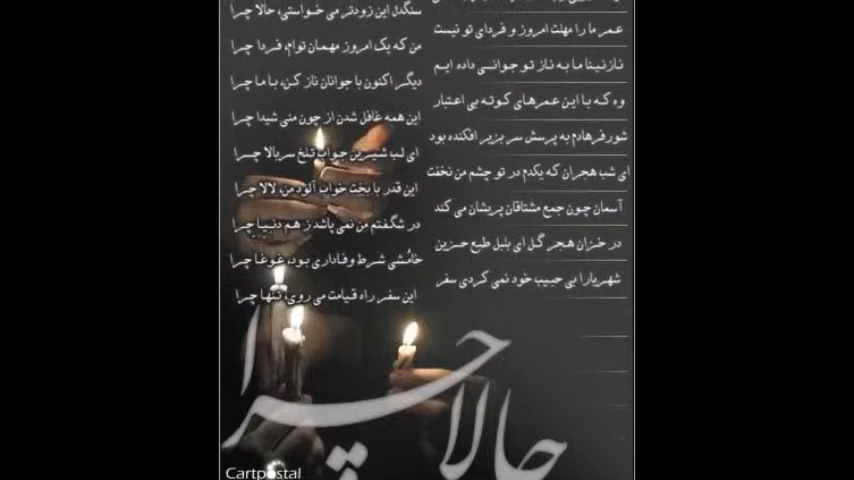 سنگدل این زودتر می خواستی، حالا چرا
عمر ما را مهلت امروز و فردای تو نیست
من که یک امروز مهمان توام، فردا چرا
نازنینا ما به ناز تو جوانی داده ایم
دیگر اکنون با جوانان ناز کن، با ما چرا
وه که با این عمرهای کوته بی اعتبار
این همه غافل شدن از چون منی شیدا چرا
شور فرهادم به پرسش سر بزیر افکنده بود
ای لب شیرین جواب تلخ سربالا چرا
ای شب هجران که یکدم در تو چشم من نخفت
این قدر با بخت خواب آلود من، لالا چرا
آسمان چون جمع مشتاقان پریشان می کند
در شگفتم من نمی پاشد ز هم دنیا چرا
در خزان هجر گل ای بلبل طبع حزین
خامُشی شرط وفاداری بود، غوغا چرا
شهریارا بی حبیب خود نمی کردی سفر
این سفر راه قیامت می روی، تنها چرا
حالا چرا
Cartpostal